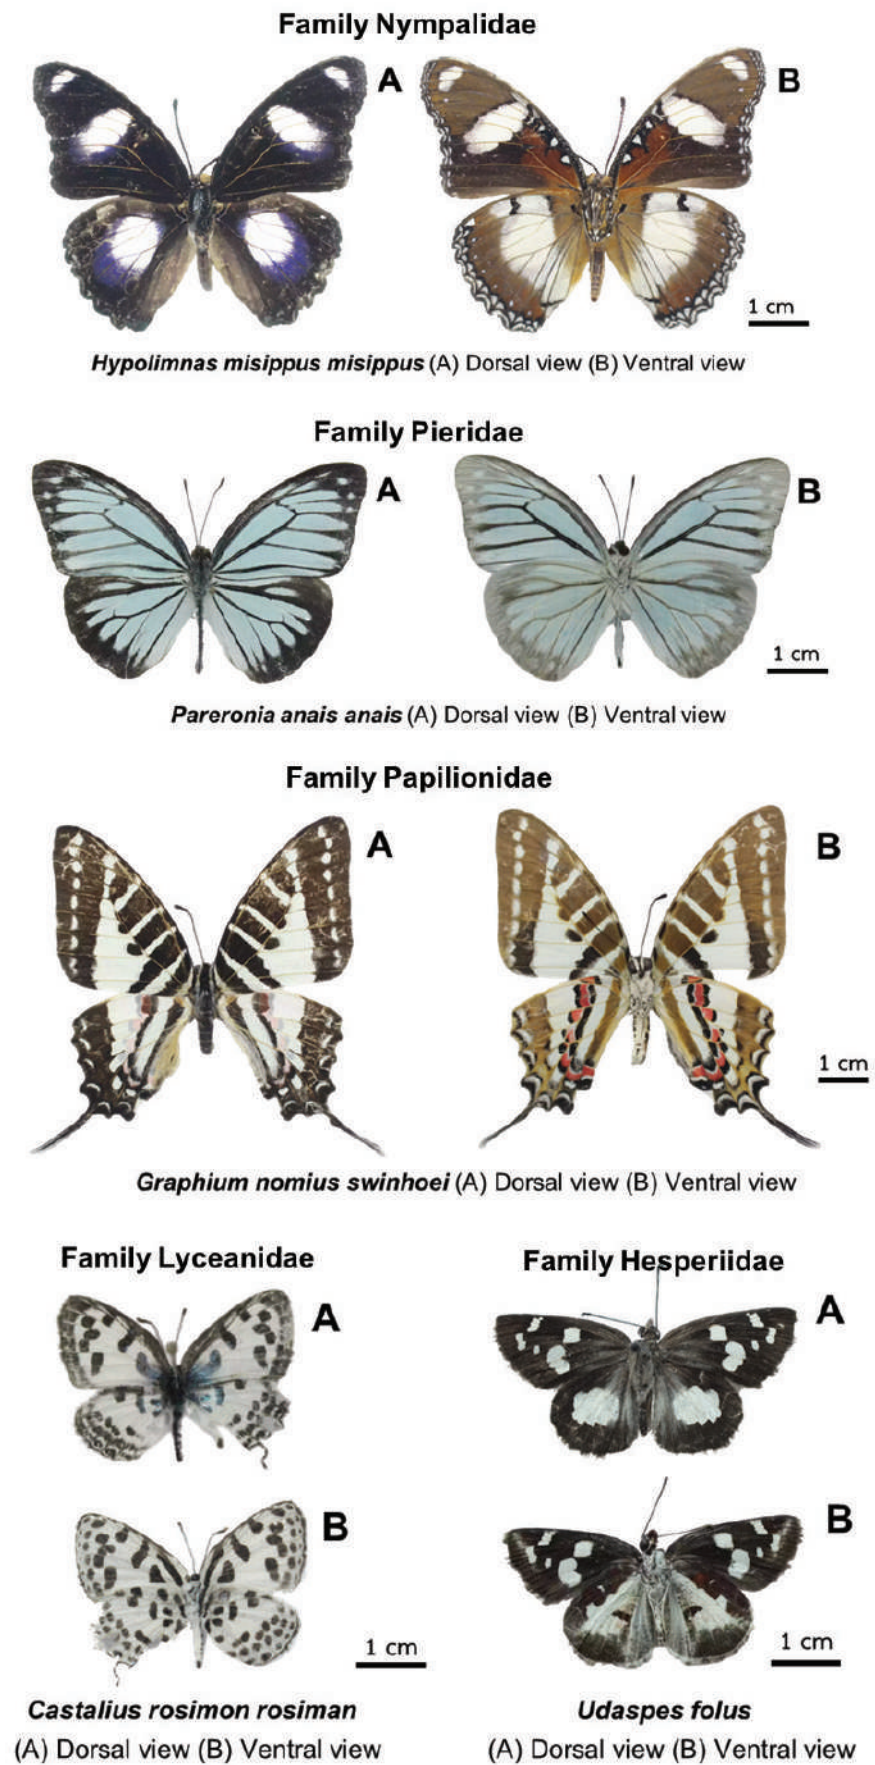 Family Nympalidae
A
B
1 cm
Hypolimnas misippus misippus (A) Dorsal view (B) Ventral view
Family Pieridae
A
B
1 cm
Pareronia anais anais (A) Dorsal view (B) Ventral view
Family Papilionidae
A
B
1 cm
Graphium nomius swinhoei (A) Dorsal view (B) Ventral view
Family Lyceanidae
A
B
1 cm
Castalius rosimon rosiman
(A) Dorsal view (B) Ventral view
Family Hesperiidae
A
B
1 cm
Udaspes folus
(A) Dorsal view (B) Ventral view